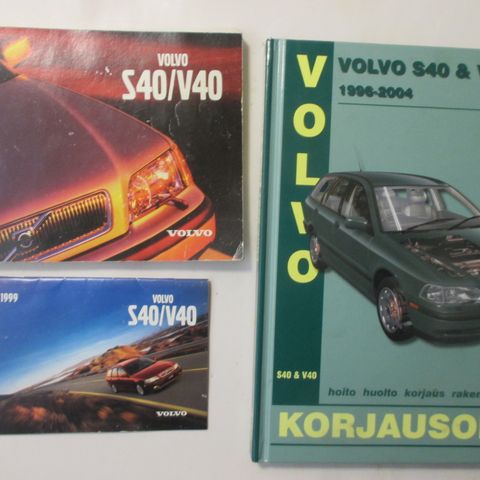 VOLVO
S40/V40
VOLVO
1999
VOLVO
S40/V40
VOLVO
VOLVO
VOLVO S40 & V
1996-2004
S40 & V40
hoito huolto korjaüs raken
KORJAUSO